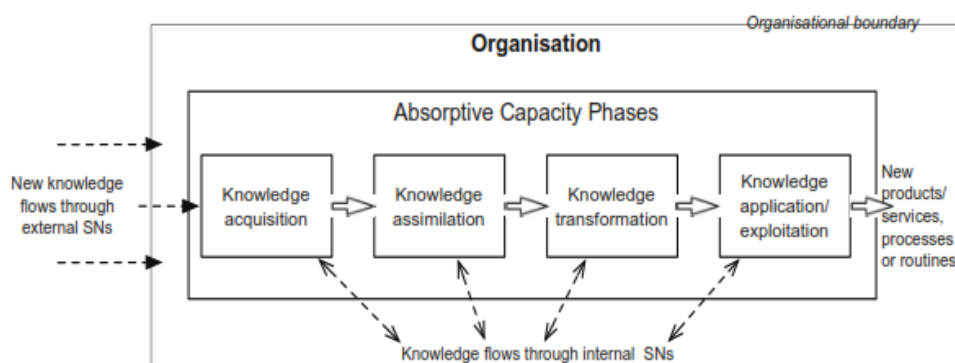 Organisational boundary
Organisation
Absorptive Capacity Phases
New knowledge
flows through
external SNs
Knowledge
acquisition
Knowledge
assimilation
Knowledge
transformation
Knowledge
application/
exploitation
New
products/
services,
processes
or routines
Knowledge flows through internal SNs